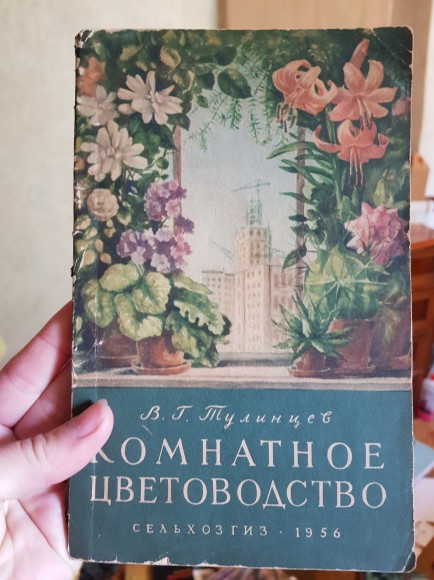 В. Г. Тулинцев
КОМНАТНОЕ
ЦВЕТОВОДСТВО
СЕЛЬХОЗГИЗ · 1956